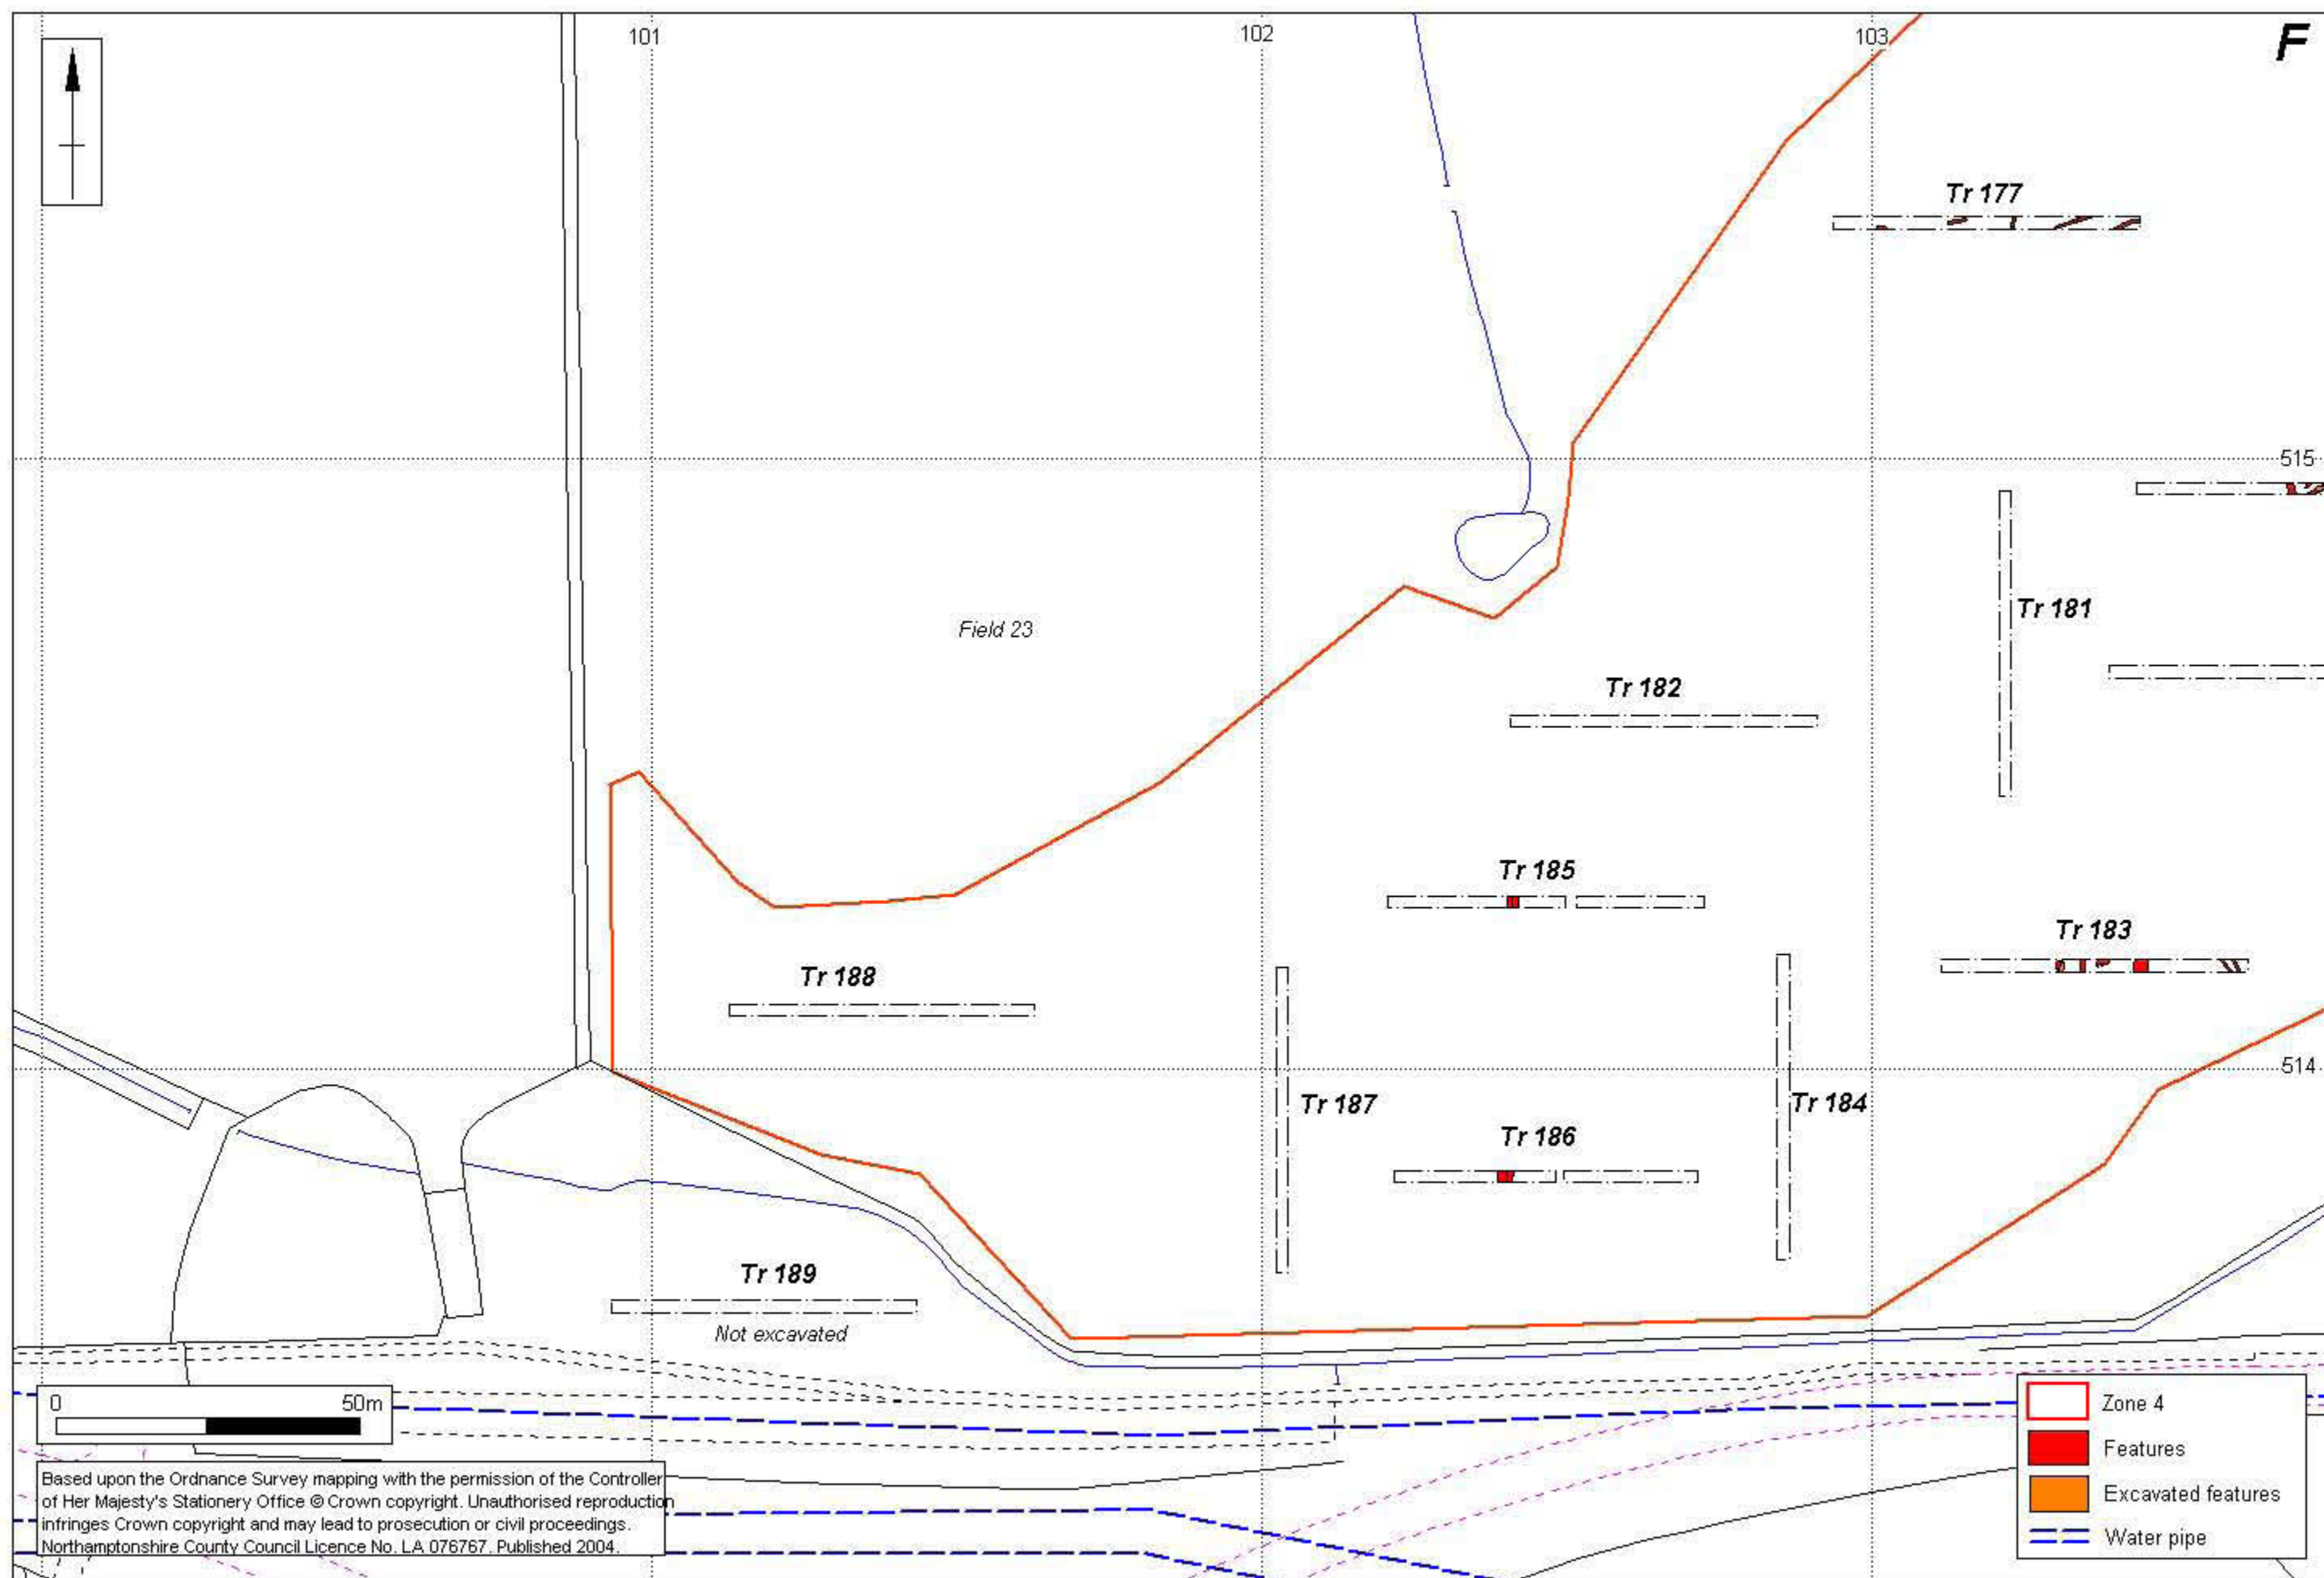 101
102
103
F
Tr 177
515
Tr 181
Field 23
Tr 182
Tr 185
Tr 183
Tr 188
514
Tr 187
Tr 184
Tr 186
Tr 189
Not excavated
0 50m
Zone 4
Features
Excavated features
Water pipe
Based upon the Ordnance Survey mapping with the permission of the Controller
of Her Majesty's Stationery Office © Crown copyright. Unauthorised reproduction
infringes Crown copyright and may lead to prosecution or civil proceedings.
Northamptonshire County Council Licence No. LA 076767. Published 2004.